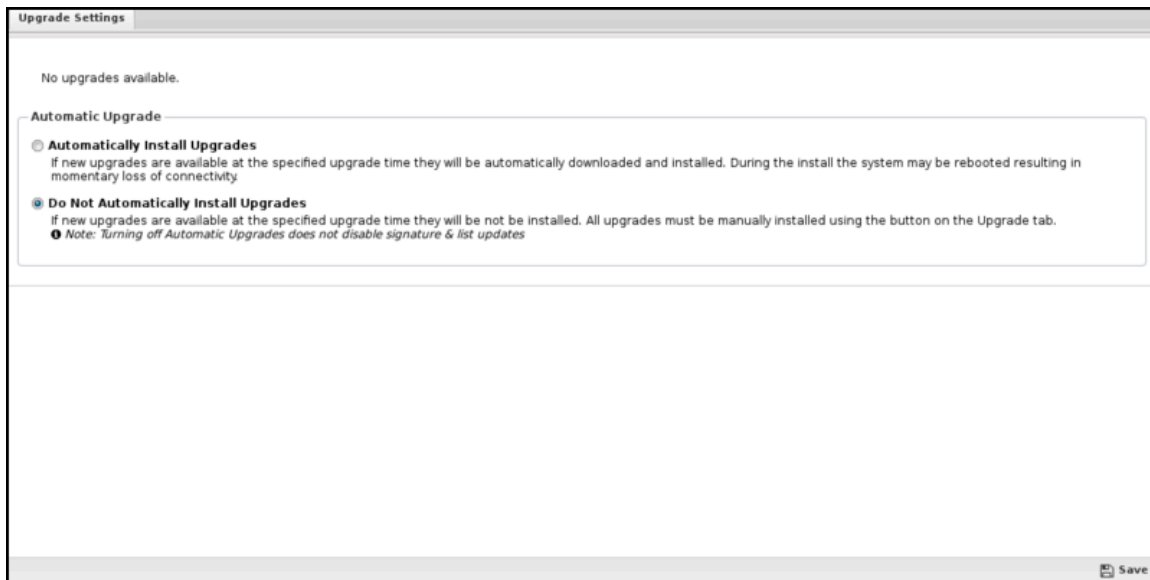 Upgrade Settings
No upgrades available.
Automatic Upgrade
Automatically Install Upgrades
If new upgrades are available at the specified upgrade time they will be automatically downloaded and installed. During the install the system may be rebooted resulting in
momentary loss of connectivity.
Do Not Automatically Install Upgrades
If new upgrades are available at the specified upgrade time they will be not be installed. All upgrades must be manually installed using the button on the Upgrade tab.
Note: Turning off Automatic Upgrades does not disable signature & list updates
Save